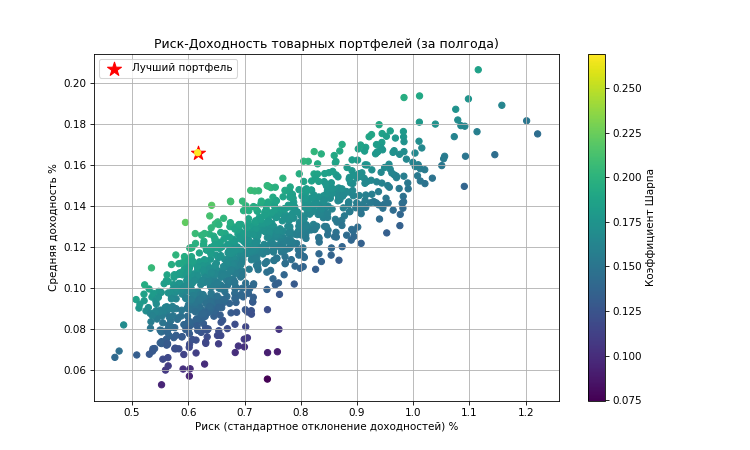 Риск-Доходность товарных портфелей (за полгода)
Лучший портфель
Средняя доходность %
0.20
0.18
0.16
0.14
0.12
0.10
0.08
0.06
0.5 0.6 0.7 0.8 0.9 1.0 1.1 1.2
Риск (стандартное отклонение доходностей) %
0.250
0.225
0.200
0.175
0.150
0.125
0.100
0.075
Коэффициент Шарпа